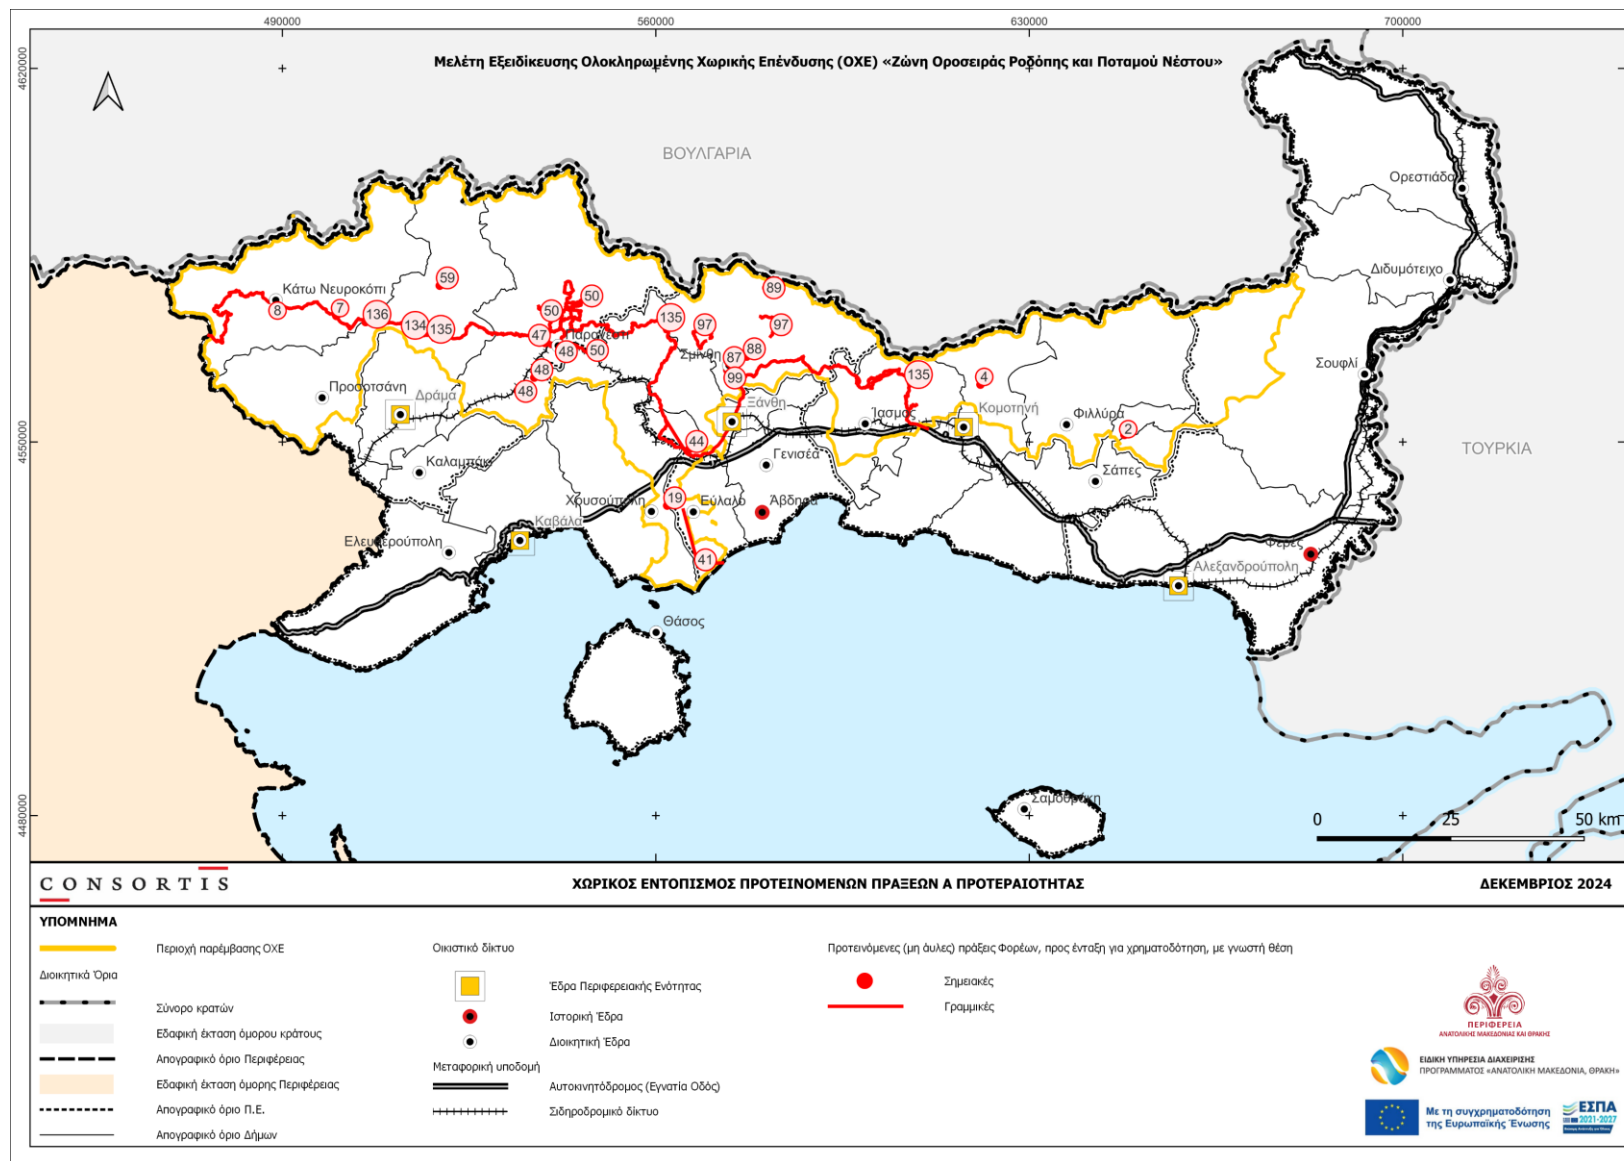 490000
560000
630000
700000
4620000
4550000
4480000
Μελέτη Εξειδίκευσης Ολοκληρωμένης Χωρικής Επένδυσης (ΟΧΕ) «Ζώνη Οροσειράς Ροδόπης και Ποταμού Νέστου»
ΒΟΥΛΓΑΡΙΑ
Ορεστιάδα
Διδυμότειχο
59
89
Κάτω Νευροκόπι
8
7
136
134
135
50
50
135
97
97
47
Παρανέστι
48
50
Σμίνθη
87
88
99
48
48
135
4
Σουφλί
Προσοτσάνη
Δράμα
Ξάνθη
Ίασμος
Κομοτηνή
Φιλλύρα
2
44
ΤΟΥΡΚΙΑ
Καλαμπάκι
Γενισέα
Σάπες
Χρυσούπολη
19
Εύλαλο
Άβδηρα
Καβάλα
Ελευθερούπολη
41
Φέρες
Αλεξανδρούπολη
Θάσος
Σαμοθράκη
0
25
50 km
CONSORTIS
ΧΩΡΙΚΟΣ ΕΝΤΟΠΙΣΜΟΣ ΠΡΟΤΕΙΝΟΜΕΝΩΝ ΠΡΑΞΕΩΝ Α ΠΡΟΤΕΡΑΙΟΤΗΤΑΣ
ΔΕΚΕΜΒΡΙΟΣ 2024
ΥΠΟΜΝΗΜΑ
Περιοχή παρέμβασης ΟΧΕ
Διοικητικά Όρια
Σύνορο κρατών
Εδαφική έκταση όμορου κράτους
Απογραφικό όριο Περιφέρειας
Εδαφική έκταση όμορης Περιφέρειας
Απογραφικό όριο Π.Ε.
Απογραφικό όριο Δήμων
Οικιστικό δίκτυο
Έδρα Περιφερειακής Ενότητας
Ιστορική Έδρα
Διοικητική Έδρα
Μεταφορική υποδομή
Αυτοκινητόδρομος (Εγνατία Οδός)
Σιδηροδρομικό δίκτυο
Προτεινόμενες (μη άυλες) πράξεις Φορέων, προς ένταξη για χρηματοδότηση, με γνωστή θέση
Σημειακές
Γραμμικές
ΠΕΡΙΦΕΡΕΙΑ
ΑΝΑΤΟΛΙΚΗΣ ΜΑΚΕΔΟΝΙΑΣ ΚΑΙ ΘΡΑΚΗΣ
ΕΙΔΙΚΗ ΥΠΗΡΕΣΙΑ ΔΙΑΧΕΙΡΙΣΗΣ
ΠΡΟΓΡΑΜΜΑΤΟΣ «ΑΝΑΤΟΛΙΚΗ ΜΑΚΕΔΟΝΙΑ, ΘΡΑΚΗ»
Με τη συγχρηματοδότηση
της Ευρωπαϊκής Ένωσης
ΕΣΠΑ
2021-2027